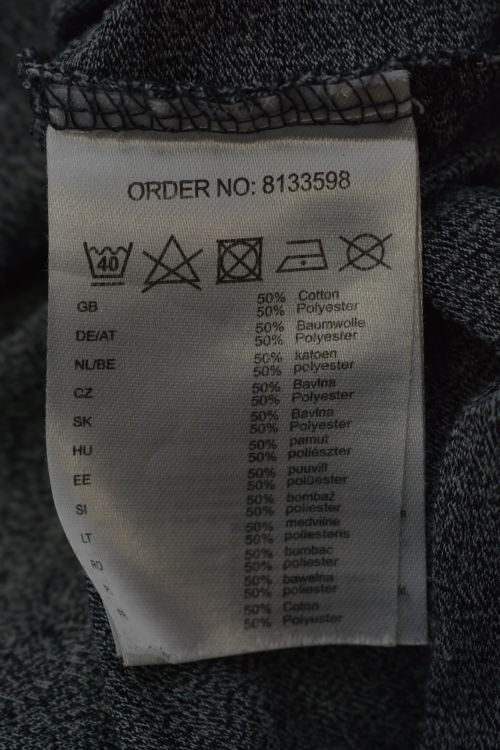 ORDER NO: 8133598
40
GB 50% Cotton
50% Polyester
DE/AT 50% Baumwolle
50% Polyester
NL/BE 50% katoen
50% polyester
CZ 50% Bavlna
50% Polyester
SK 50% Bavlna
50% Polyester
HU 50% pamut
50% poliészter
EE 50% puuvill
50% polüester
SI 50% bombaž
50% poliester
LT 50% medvilnė
50% poliesteris
RO 50% bumbac
50% poliester
50% bawełna
50% poliester
50% Coton
50% Polyester